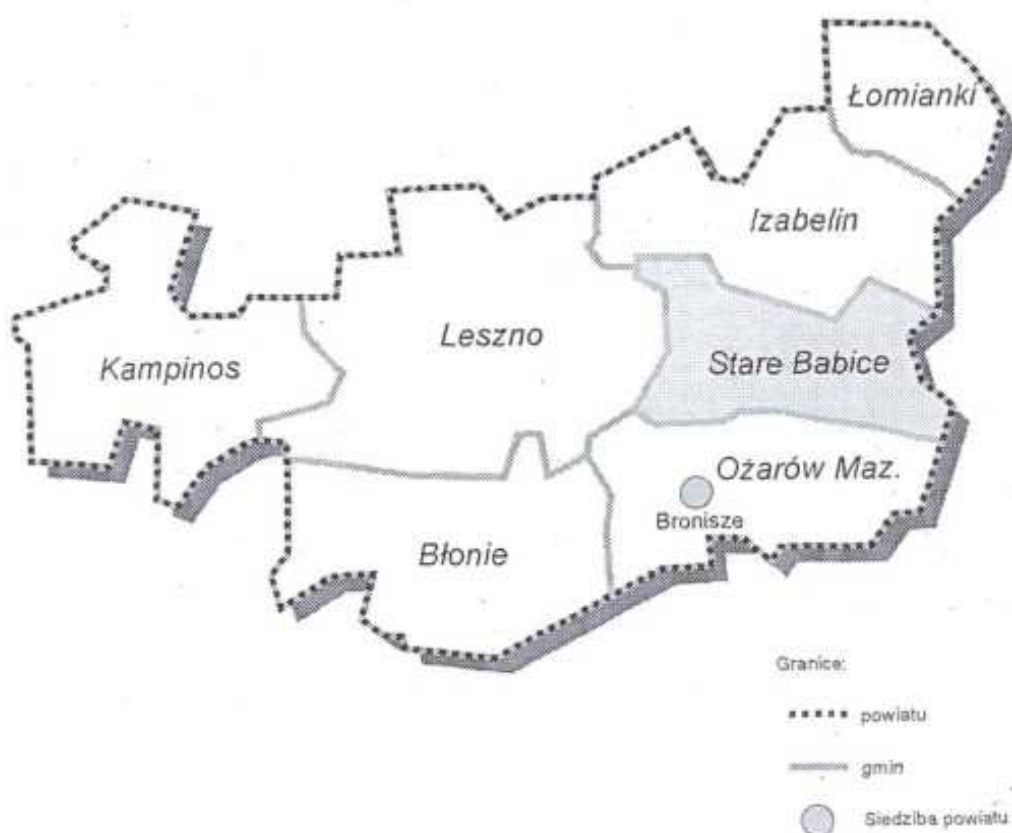 Łomianki
Izabelin
Leszno
Kampinos
Stare Babice
Ożarów Maz.
Bronisze
Błonie
Granice:
powiatu
gmin
Siedziba powiatu